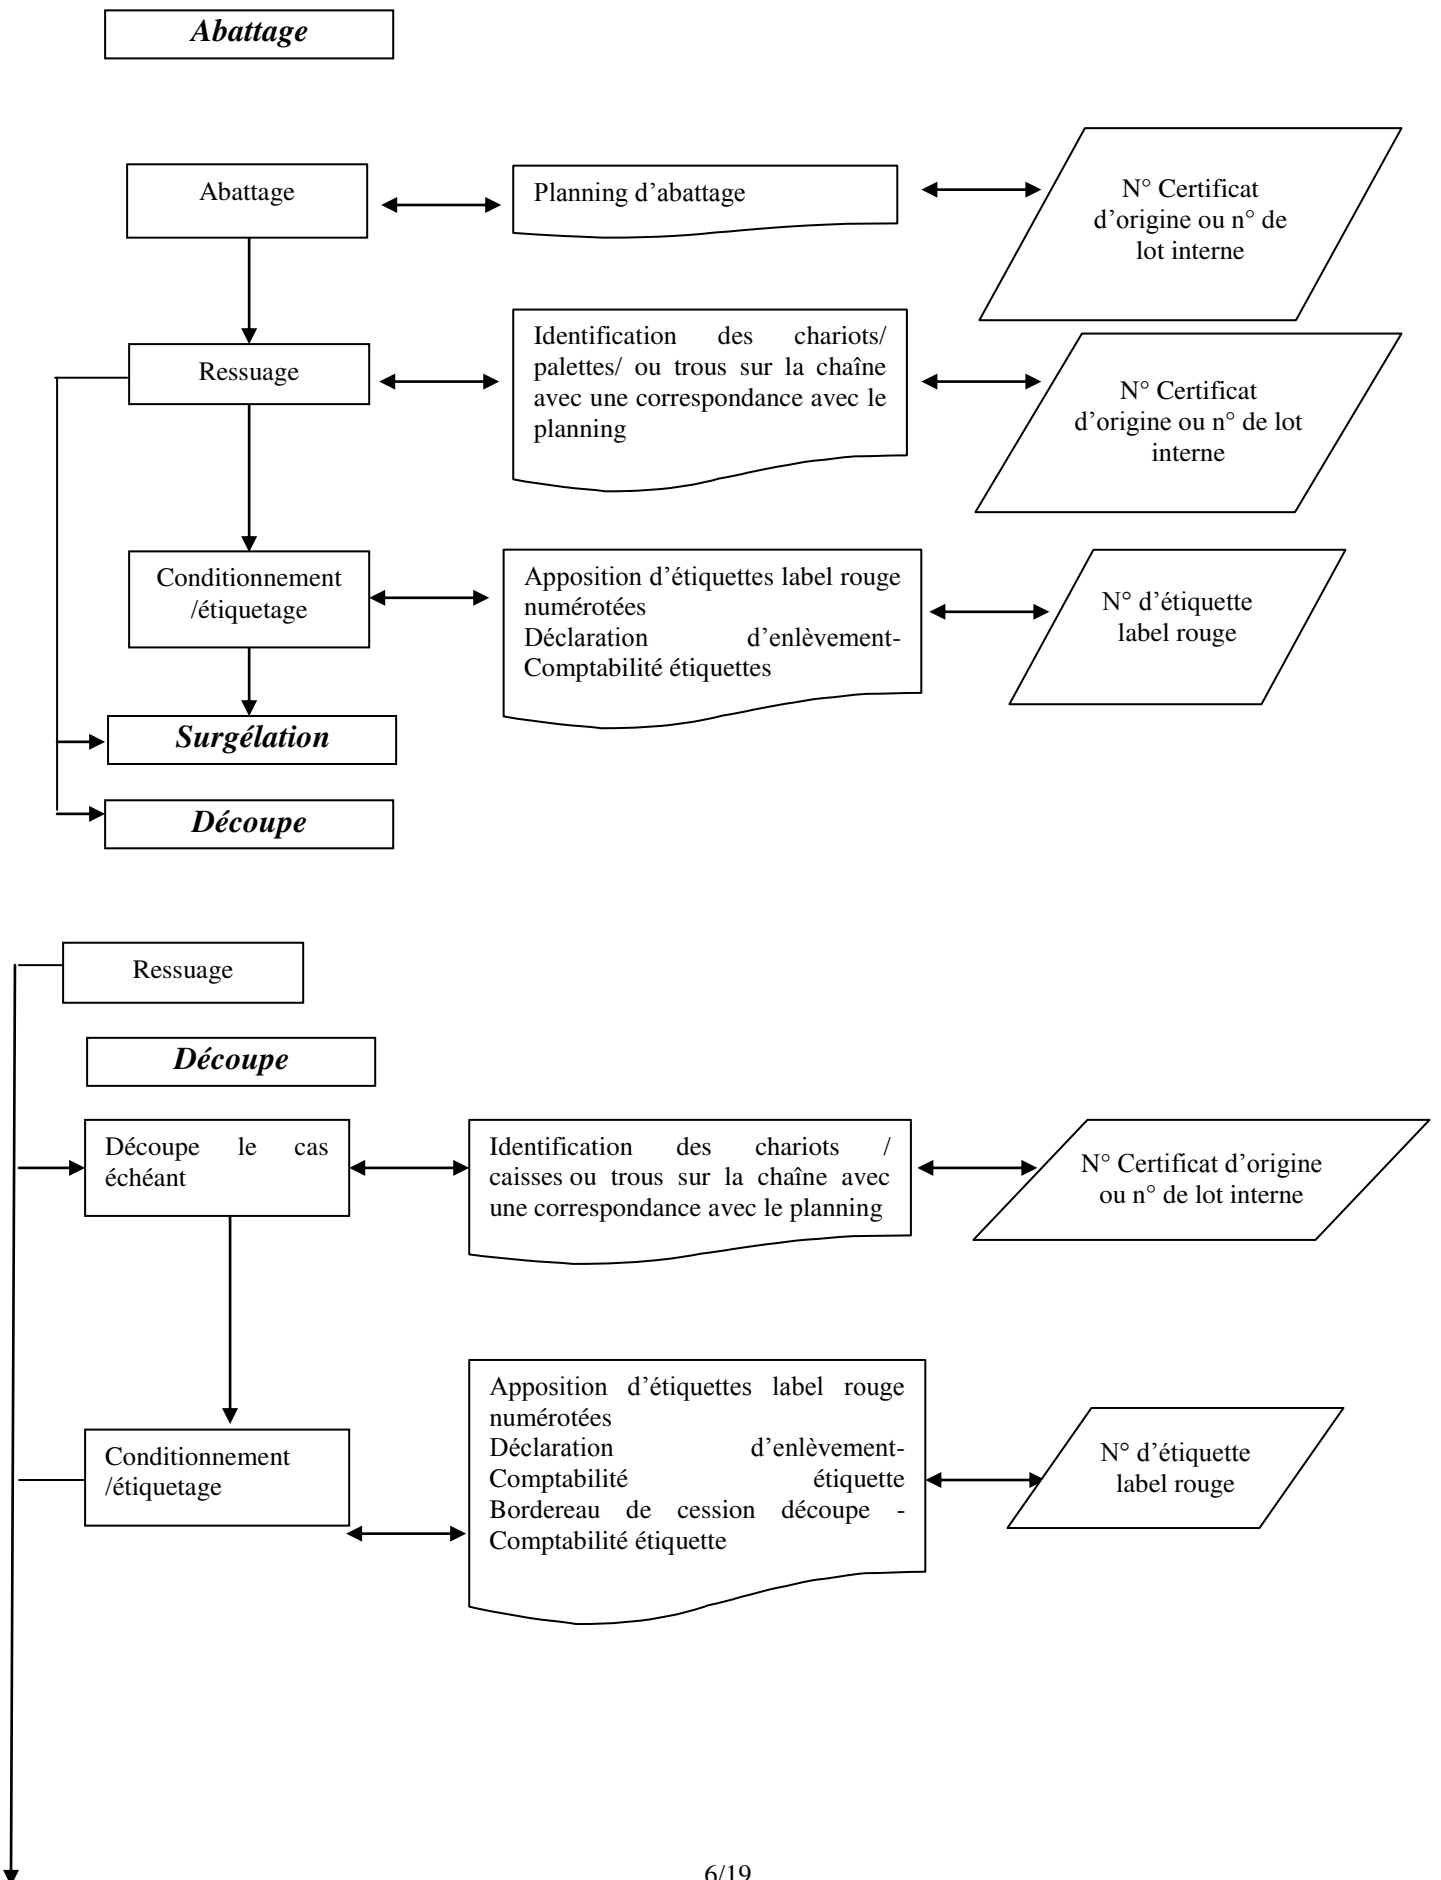 Abattage
Abattage
Planning d'abattage
N° Certificat
d'origine ou n° de
lot interne
Ressuage
Identification des chariots/
palettes/ ou trous sur la chaîne
avec une correspondance avec le
planning
N° Certificat
d'origine ou n° de lot
interne
Conditionnement
/étiquetage
Apposition d'étiquettes label rouge
numérotées
Déclaration d'enlèvement-
Comptabilité étiquettes
N° d'étiquette
label rouge
Surgélation
Découpe
Ressuage
Découpe
Découpe le cas
échéant
Identification des chariots /
caisses ou trous sur la chaîne avec
une correspondance avec le planning
N° Certificat d'origine
ou n° de lot interne
Conditionnement
/étiquetage
Apposition d'étiquettes label rouge
numérotées
Déclaration d'enlèvement-
Comptabilité étiquette
Bordereau de cession découpe -
Comptabilité étiquette
N° d'étiquette
label rouge
6/19